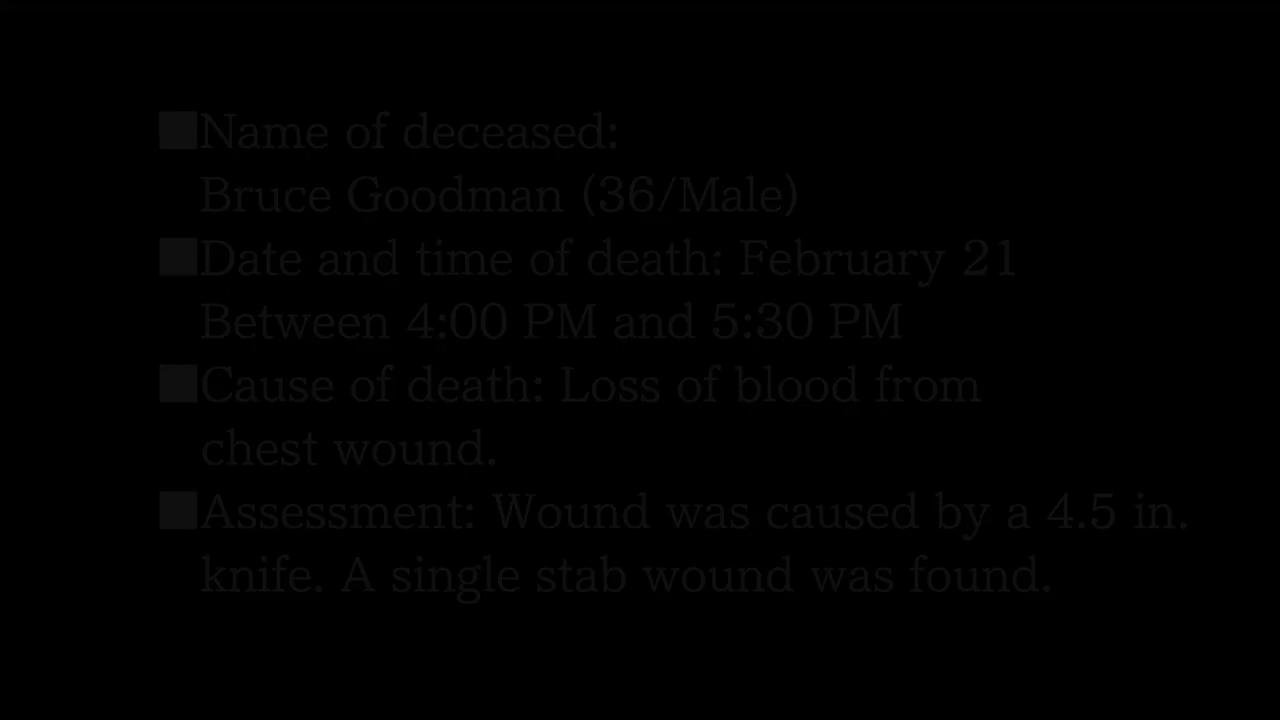 ■Name of deceased:
Bruce Goodman (36/Male)
■Date and time of death: February 21
Between 4:00 PM and 5:30 PM
■Cause of death: Loss of blood from
chest wound.
■Assessment: Wound was caused by a 4.5 in.
knife. A single stab wound was found.